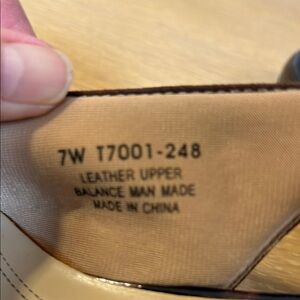 7W T7001-248
LEATHER UPPER
BALANCE MAN MADE
MADE IN CHINA